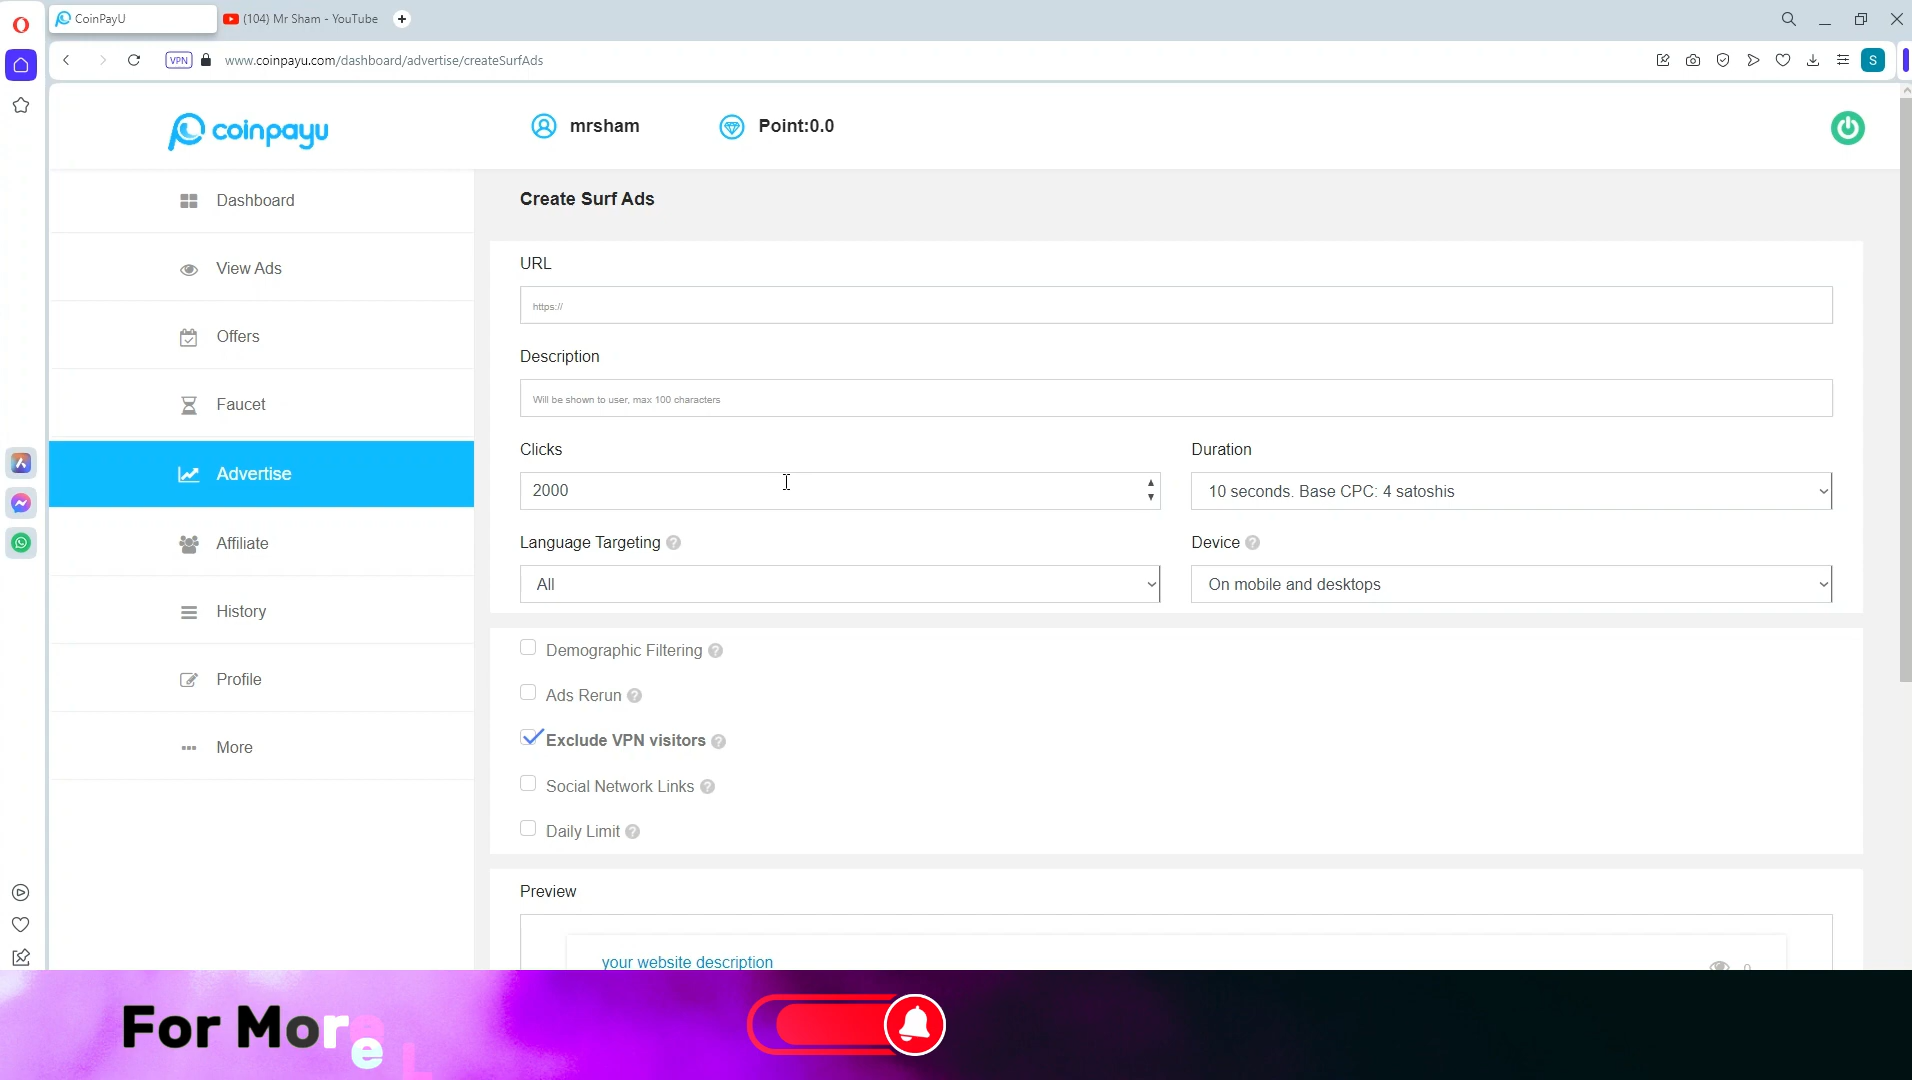 CoinPayU
(104) Mr Sham - YouTube
VPN
www.coinpayu.com/dashboard/advertise/createSurfAds
S
coinpayu
mrsham
Point:0.0
Dashboard
View Ads
Offers
Faucet
Advertise
Affiliate
History
Profile
More
Create Surf Ads
URL
https://
Description
Will be shown to user, max 100 characters
Clicks
Duration
2000
10 seconds. Base CPC: 4 satoshis
Language Targeting ?
Device ?
All
On mobile and desktops
Demographic Filtering ?
Ads Rerun ?
Exclude VPN visitors ?
Social Network Links ?
Daily Limit ?
Preview
your website description
0
For More L